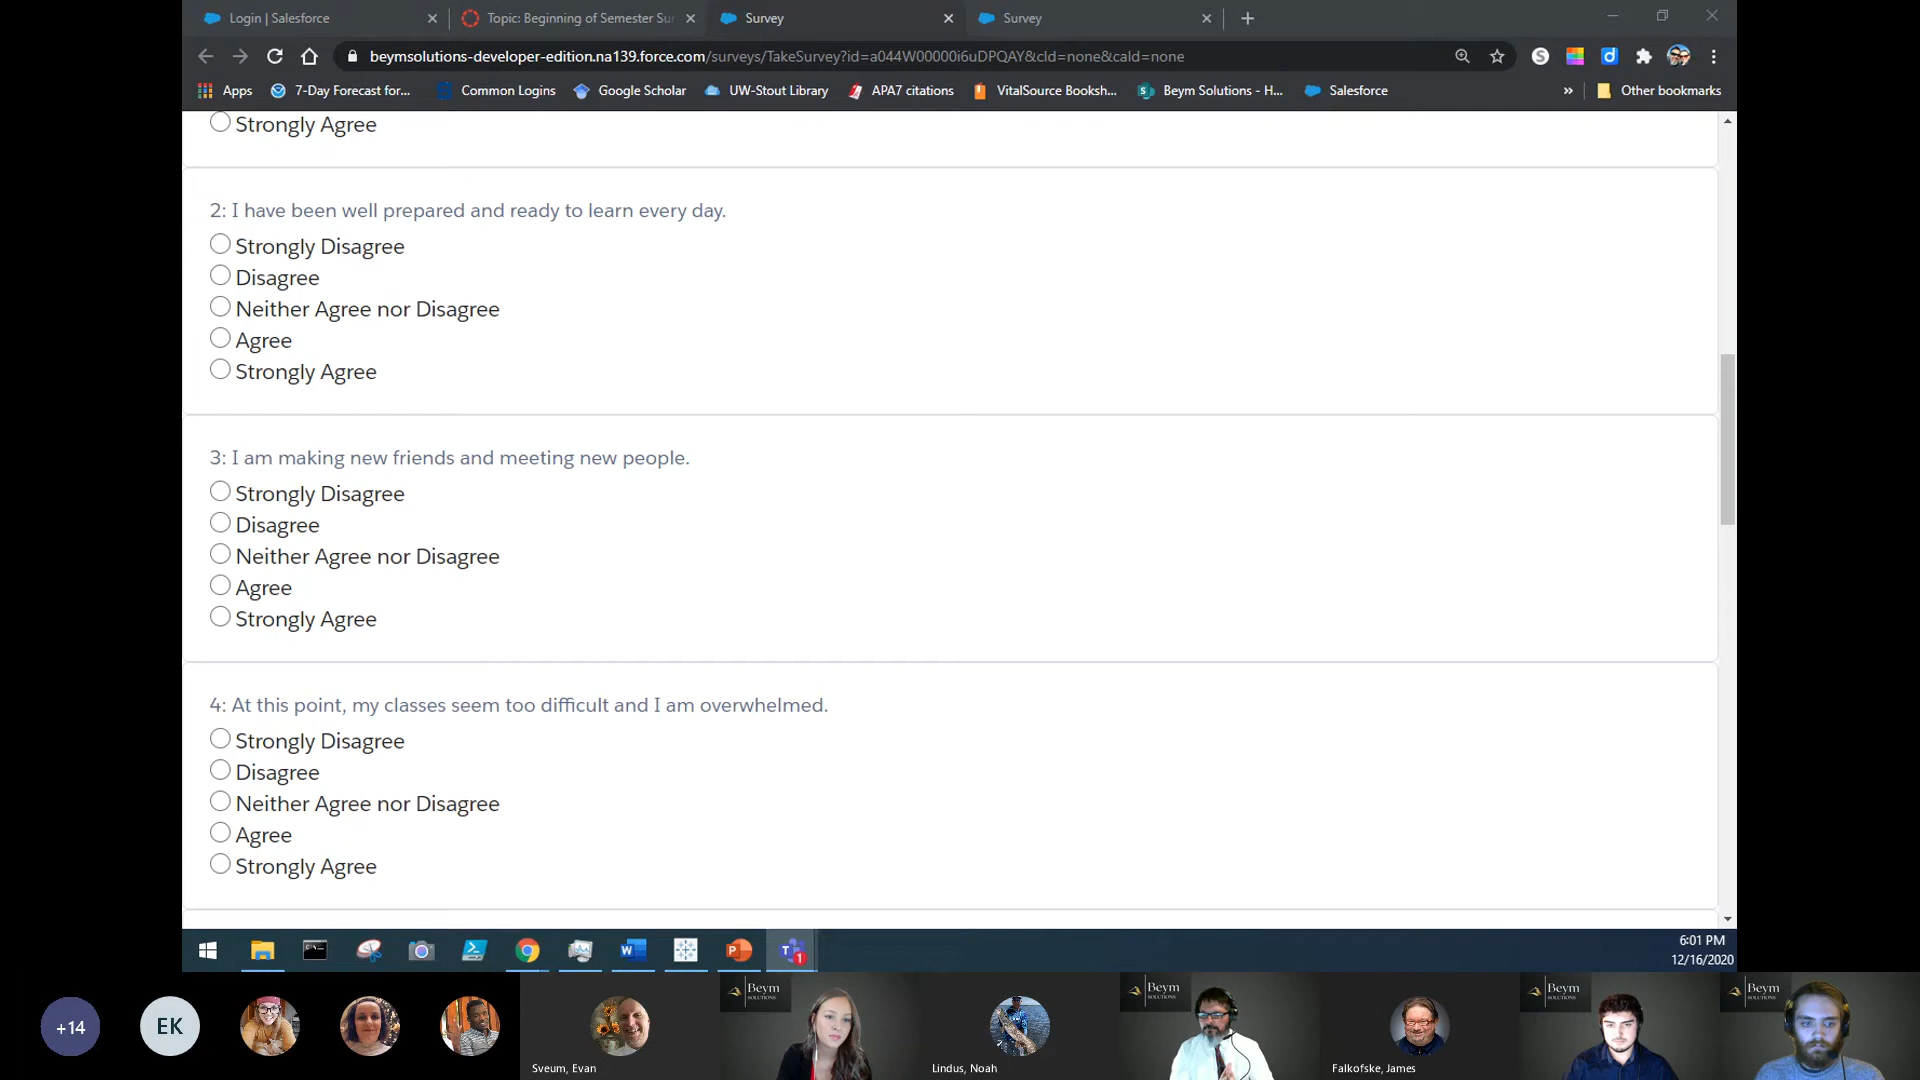 Login | Salesforce
Topic: Beginning of Semester Su
Survey
Survey
beymsolutions-developer-edition.na139.force.com/surveys/TakeSurvey?id=a044W00000i6uDPQAY&cId=none&caId=none
Apps
7-Day Forecast for...
Common Logins
Google Scholar
UW-Stout Library
APA7 citations
VitalSource Booksh...
Beym Solutions - H...
Salesforce
»
Other bookmarks
Strongly Agree
2: I have been well prepared and ready to learn every day.
Strongly Disagree
Disagree
Neither Agree nor Disagree
Agree
Strongly Agree
3: I am making new friends and meeting new people.
Strongly Disagree
Disagree
Neither Agree nor Disagree
Agree
Strongly Agree
4: At this point, my classes seem too difficult and I am overwhelmed.
Strongly Disagree
Disagree
Neither Agree nor Disagree
Agree
Strongly Agree
6:01 PM
12/16/2020
+14
EK
Sveum, Evan
Beym
SOLUTIONS
Lindus, Noah
Beym
SOLUTIONS
Falkofske, James
Beym
SOLUTIONS
Beym
SOLUTIONS